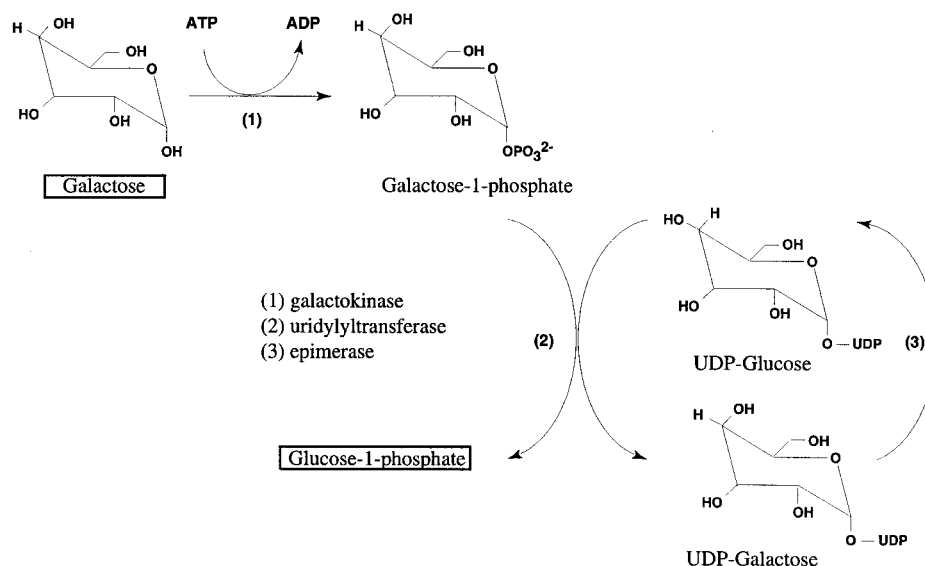 H OH
OH
O
HO
OH
OH
Galactose
ATP ADP
(1)
H OH
OH
O
HO
OH
OPO₃²⁻
Galactose-1-phosphate
(1) galactokinase
(2) uridylyltransferase
(3) epimerase
(2)
HO H
OH
O
HO
OH
O — UDP
UDP-Glucose
(3)
Glucose-1-phosphate
H OH
OH
O
HO
OH
O — UDP
UDP-Galactose